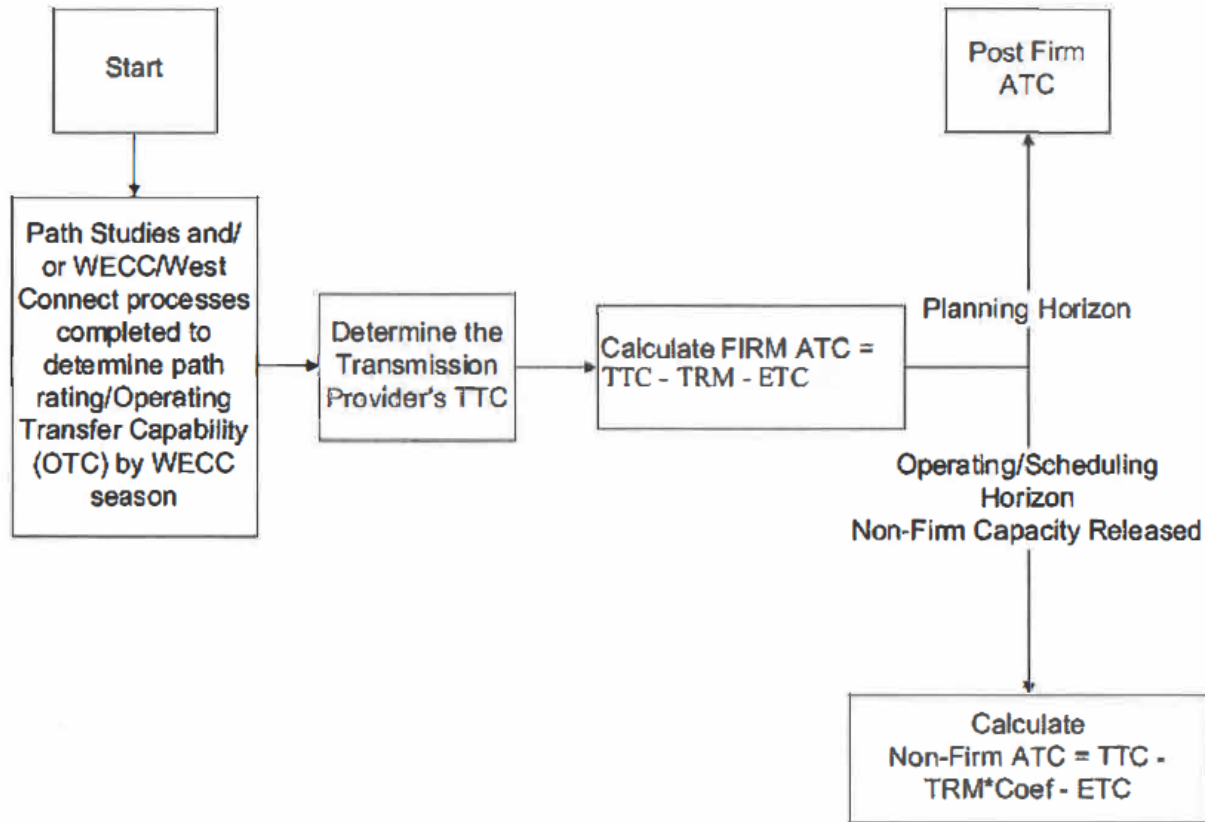 Start
Path Studies and/
or WECC/West
Connect processes
completed to
determine path
rating/Operating
Transfer Capability
(OTC) by WECC
season
Determine the
Transmission
Provider's TTC
Calculate FIRM ATC =
TTC - TRM - ETC
Post Firm
ATC
Planning Horizon
Operating/Scheduling
Horizon
Non-Firm Capacity Released
Calculate
Non-Firm ATC = TTC -
TRM*Coef - ETC